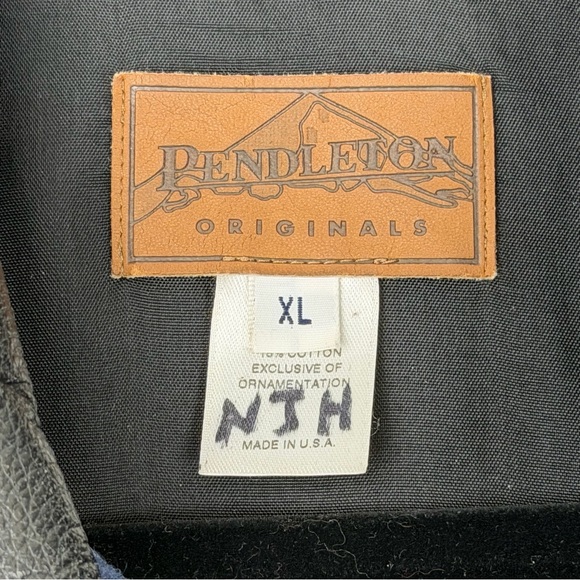 PENDLETON
ORIGINALS
XL
COTTON
EXCLUSIVE OF
ORNAMENTATION
NJH
MADE IN U.S.A.